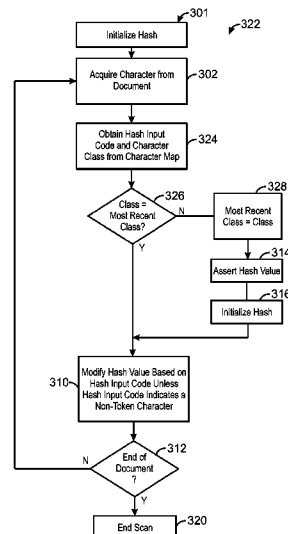 301
Initialize Hash
322
Acquire Character from
Document
302
Obtain Hash Input
Code and Character
Class from Character Map
324
326
Class =
Most Recent
Class?
N
Y
328
Most Recent
Class = Class
314
Assert Hash Value
316
Initialize Hash
310
Modify Hash Value Based on
Hash Input Code Unless
Hash Input Code Indicates a
Non-Token Character
312
End of
Document
?
N
Y
End Scan
320